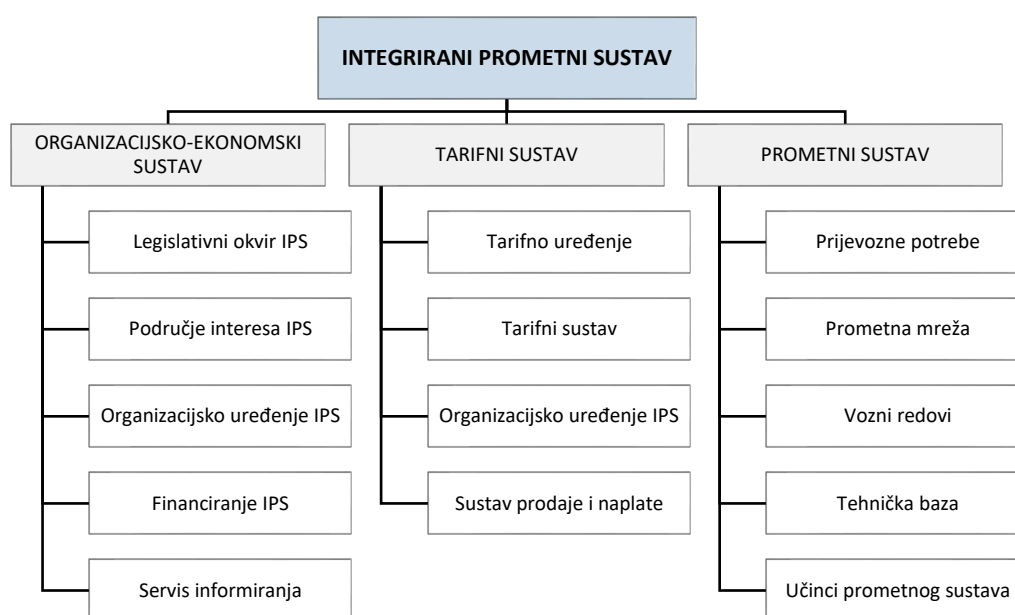 INTEGRIRANI PROMETNI SUSTAV
ORGANIZACIJSKO-EKONOMSKI
SUSTAV
Legislativni okvir IPS
Područje interesa IPS
Organizacijsko uređenje IPS
Financiranje IPS
Servis informiranja
TARIFNI SUSTAV
Tarifno uređenje
Tarifni sustav
Organizacijsko uređenje IPS
Sustav prodaje i naplate
PROMETNI SUSTAV
Prijevozne potrebe
Prometna mreža
Vozni redovi
Tehnička baza
Učinci prometnog sustava